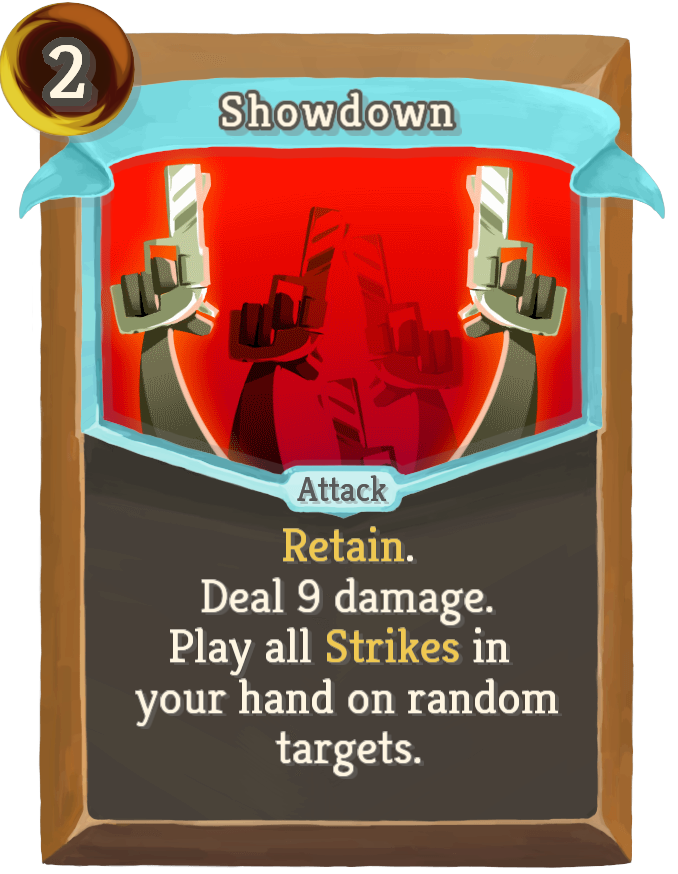 2
Showdown
Attack
Retain.
Deal 9 damage.
Play all Strikes in
your hand on random
targets.